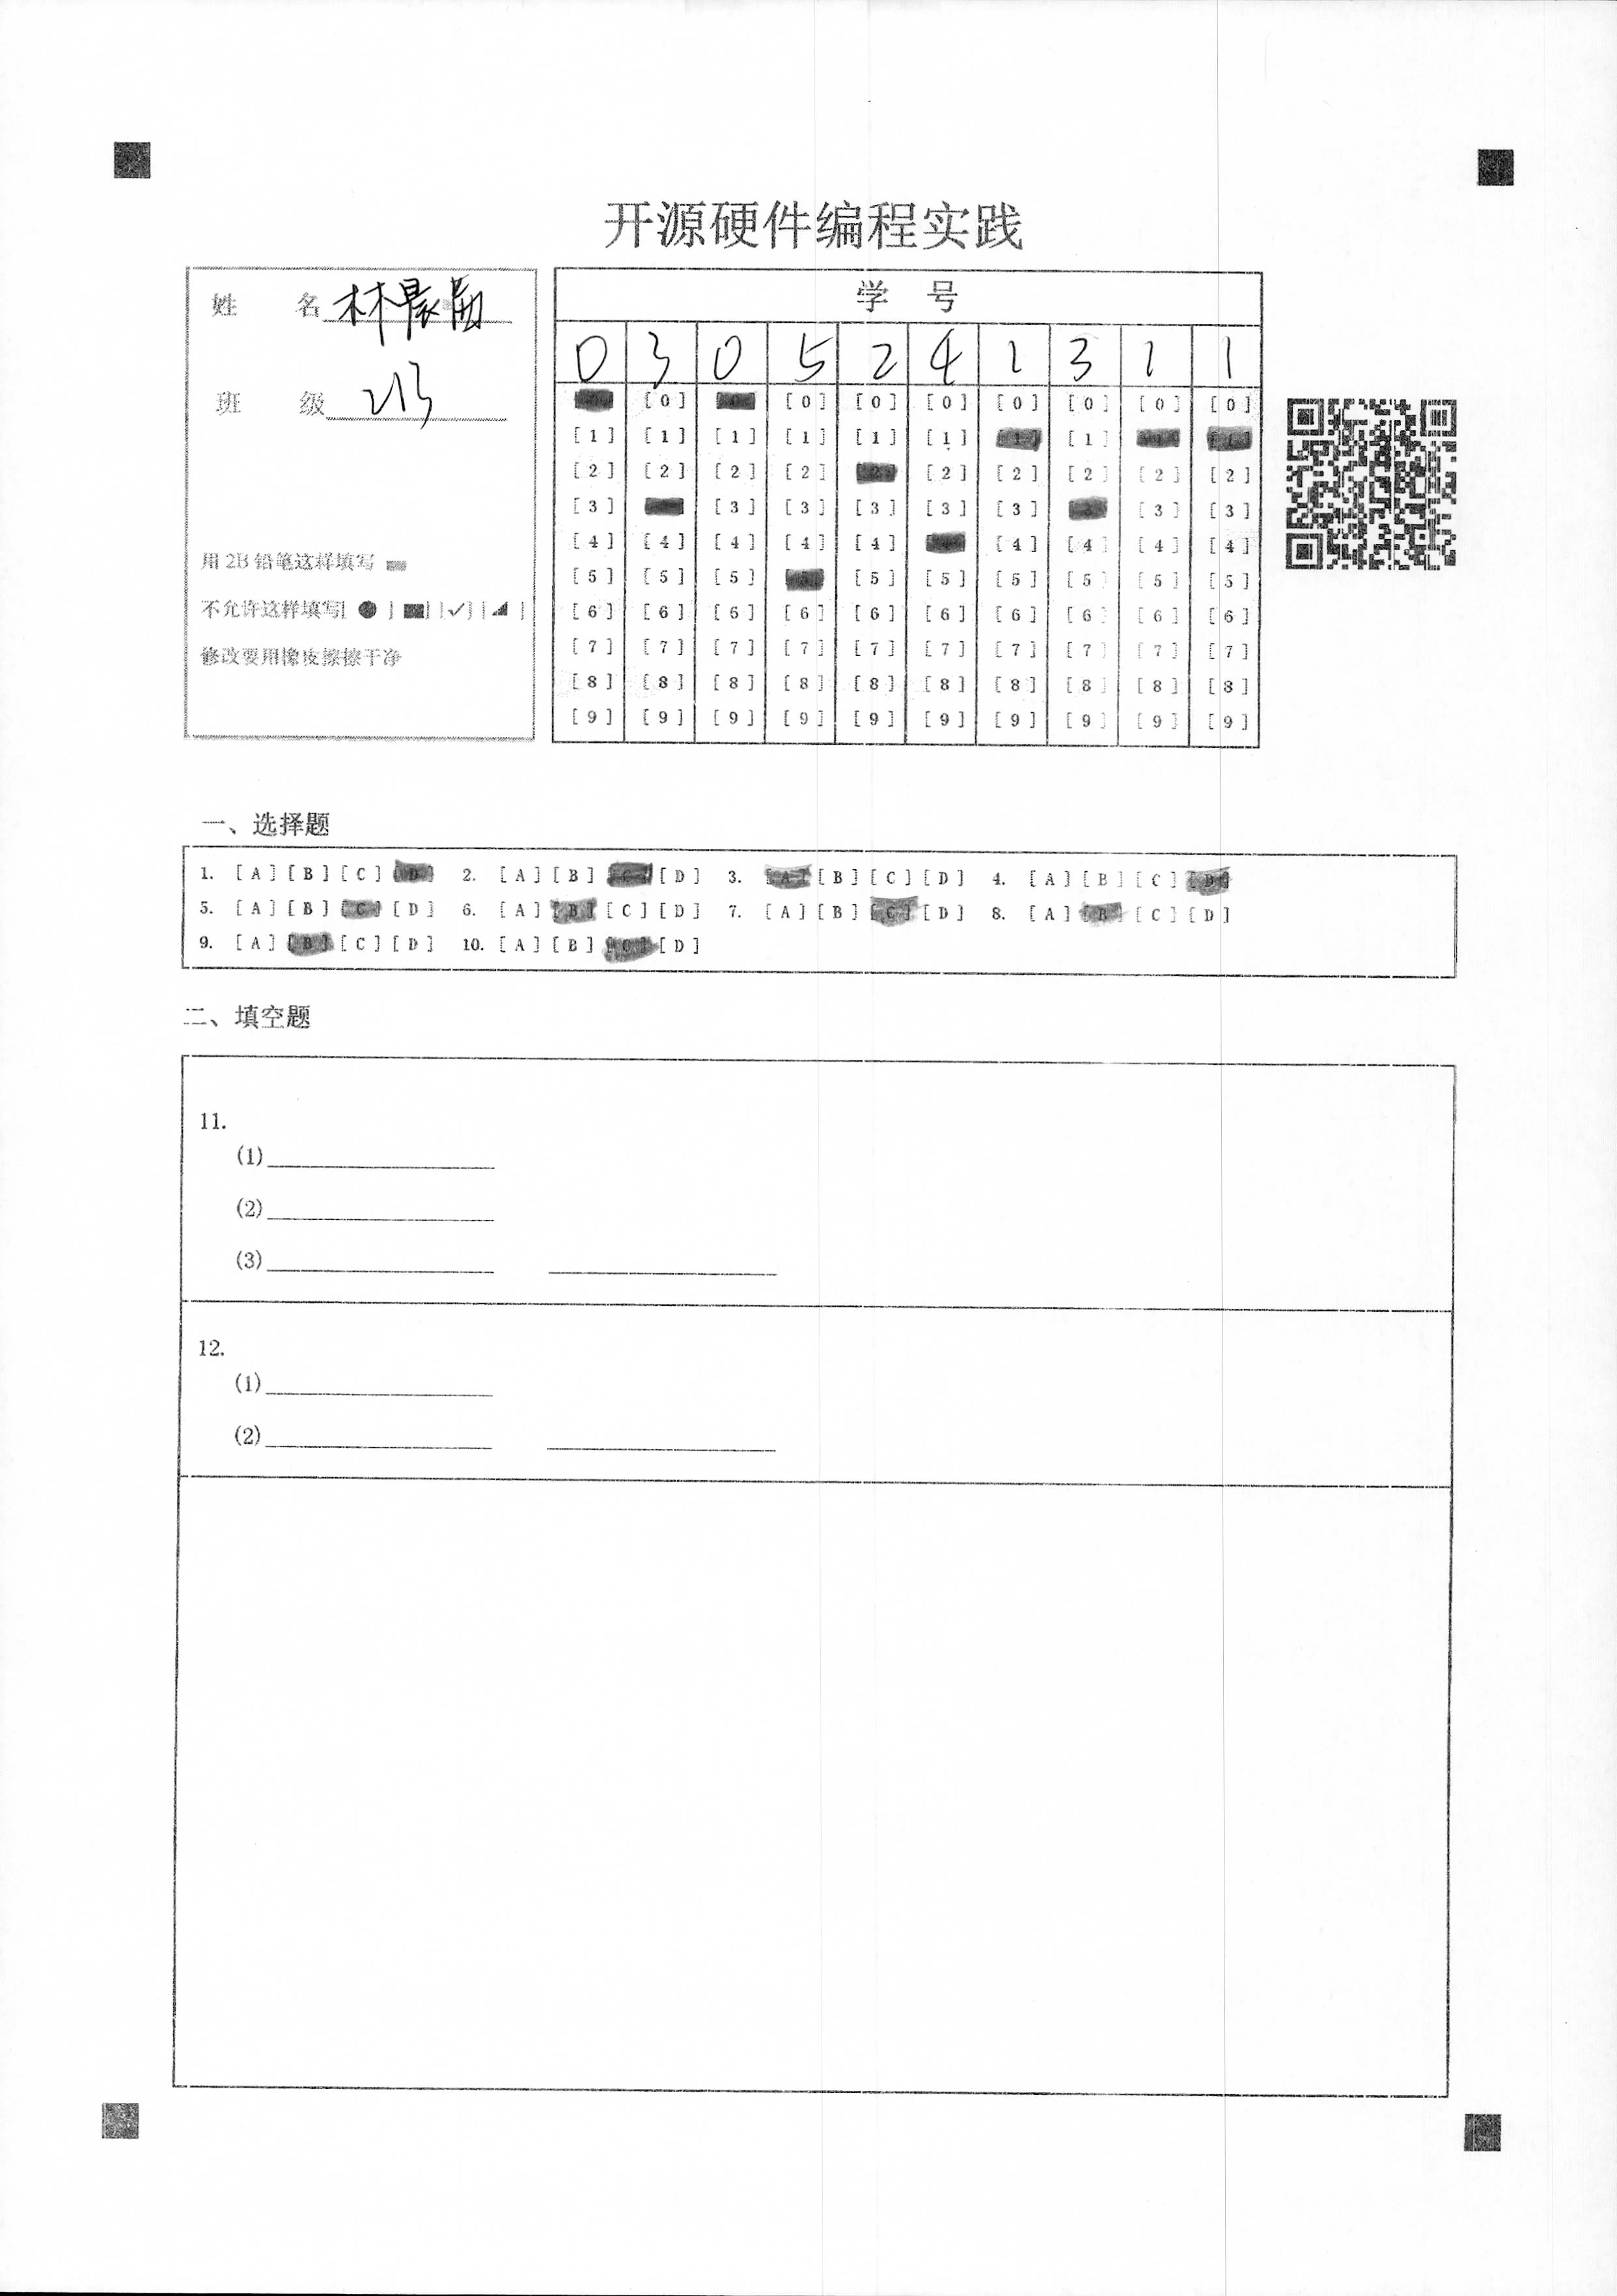 开源硬件编程实践
姓 名 林晨
班 级 213
用 2B 铅笔这样填写
不允许这样填写[ ● ] [■] [✓] [◢ ]
修改要用橡皮擦擦干净
学 号
0 3 0 5 2 4 1 3 1 1
[0] [0] [0] [0] [0] [0] [0] [0]
[1] [1] [1] [1] [1] [1] [1] [1] [1] [1]
[2] [2] [2] [2] [2] [2] [2] [2] [2] [2]
[3] [3] [3] [3] [3] [3] [3] [3]
[4] [4] [4] [4] [4] [4] [4] [4] [4]
[5] [5] [5] [5] [5] [5] [5] [5] [5]
[6] [6] [6] [6] [6] [6] [6] [6] [6] [6]
[7] [7] [7] [7] [7] [7] [7] [7] [7] [7]
[8] [8] [8] [8] [8] [8] [8] [8] [8] [8]
[9] [9] [9] [9] [9] [9] [9] [9] [9] [9]
一、选择题
1. [A] [B] [C] [D] 2. [A] [B] [C] [D] 3. [A] [B] [C] [D] 4. [A] [B] [C] [D]
5. [A] [B] [C] [D] 6. [A] [B] [C] [D] 7. [A] [B] [C] [D] 8. [A] [B] [C] [D]
9. [A] [B] [C] [D] 10. [A] [B] [C] [D]
二、填空题
11.
(1)
(2)
(3)
12.
(1)
(2)